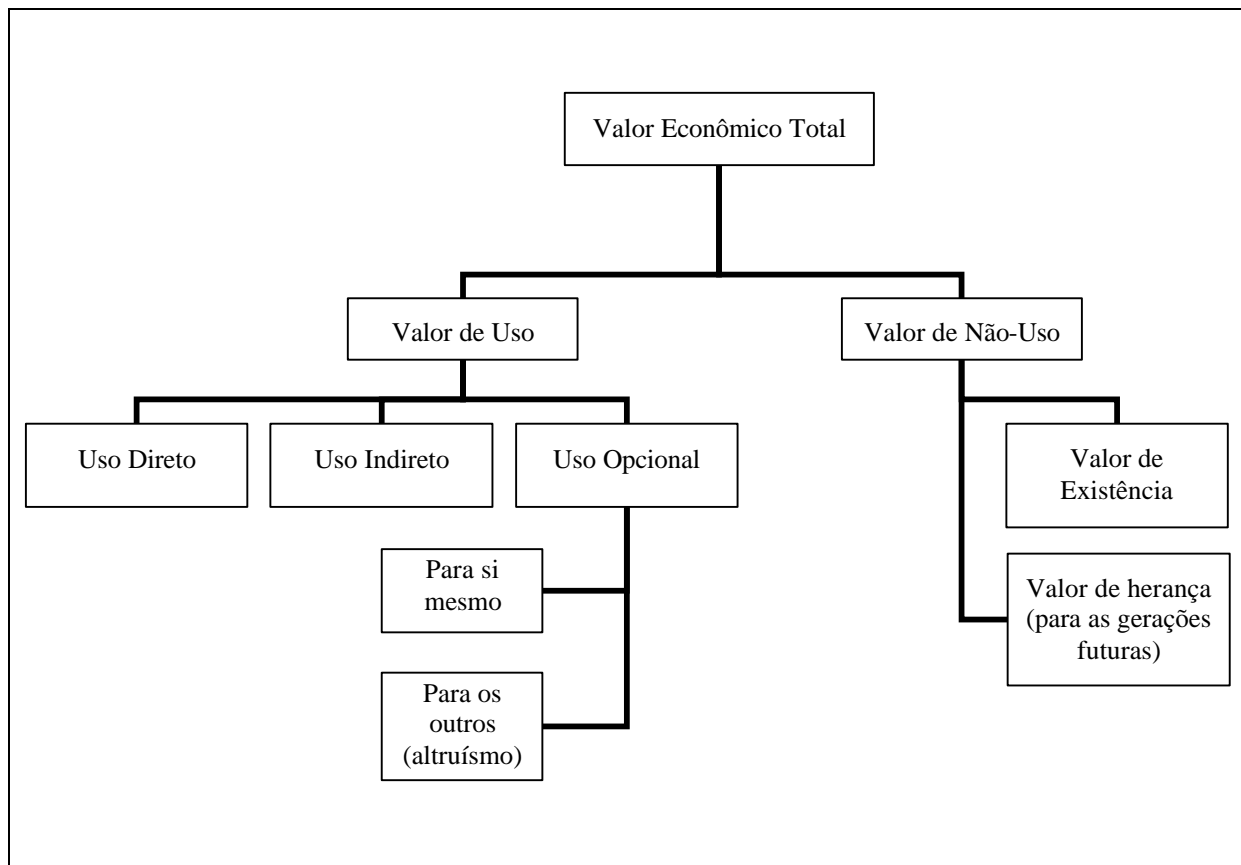 Valor Econômico Total
Valor de Uso
Valor de Não-Uso
Uso Direto
Uso Indireto
Uso Opcional
Valor de
Existência
Para si
mesmo
Valor de herança
(para as gerações
futuras)
Para os
outros
(altruísmo)